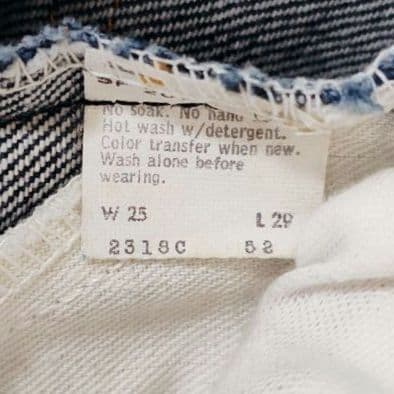 No soak. No hand
Hot wash w/detergent.
Color transfer when new.
Wash alone before
wearing.
W 25 L 29
2318C 52